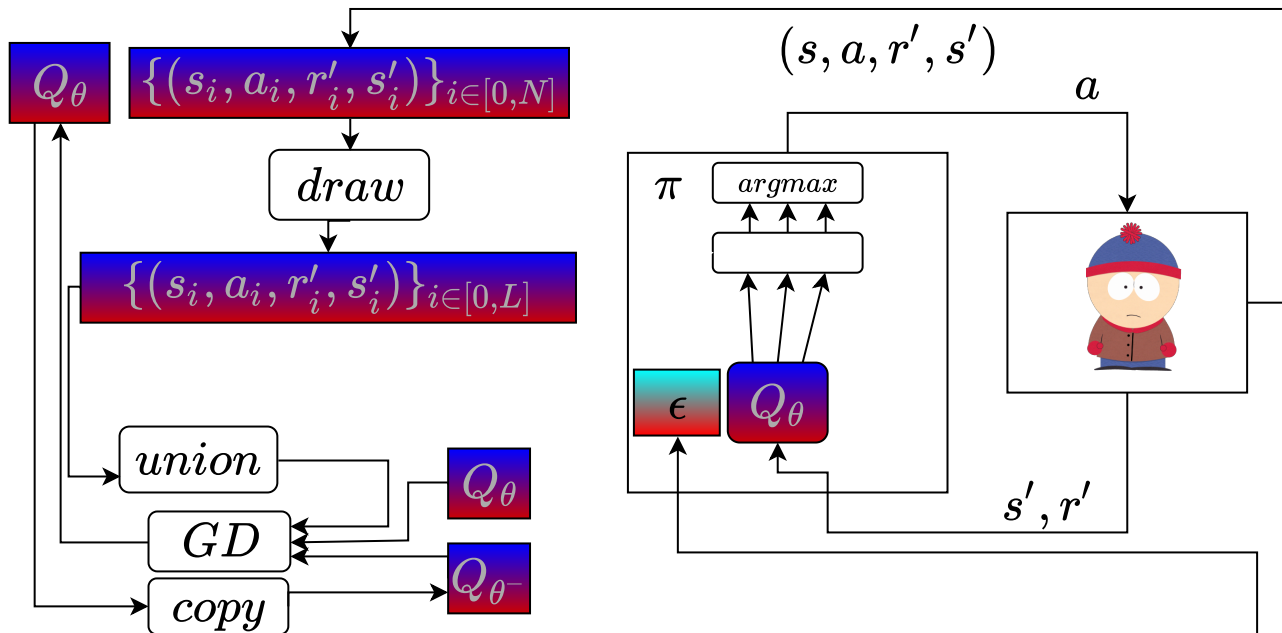 (s, a, r′, s′)
Q_θ
{(s_i, a_i, r′_i, s′_i)}_{i∈[0,N]}
a
draw
π
argmax
{(s_i, a_i, r′_i, s′_i)}_{i∈[0,L]}
ϵ
Q_θ
union
Q_θ
s′, r′
GD
Q_{θ⁻}
copy